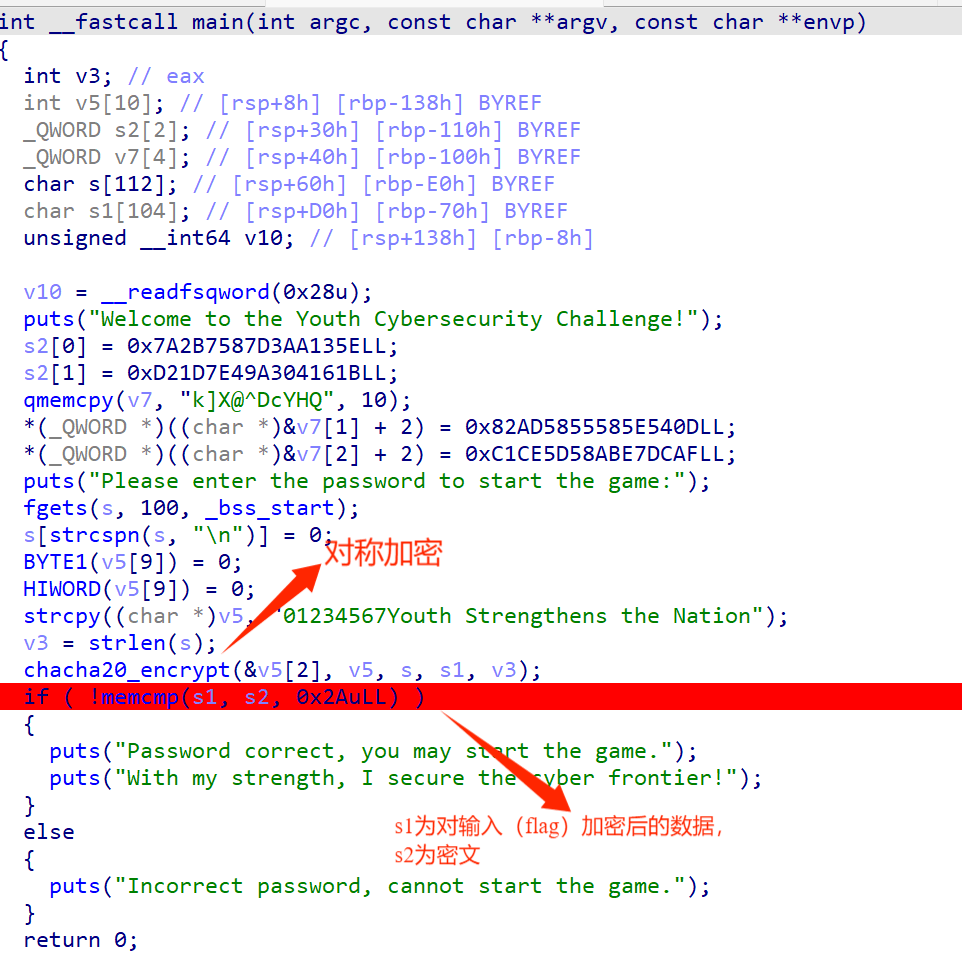 int __fastcall main(int argc, const char **argv, const char **envp)
{
int v3; // eax
int v5[10]; // [rsp+8h] [rbp-138h] BYREF
_QWORD s2[2]; // [rsp+30h] [rbp-110h] BYREF
_QWORD v7[4]; // [rsp+40h] [rbp-100h] BYREF
char s[112]; // [rsp+60h] [rbp-E0h] BYREF
char s1[104]; // [rsp+D0h] [rbp-70h] BYREF
unsigned __int64 v10; // [rsp+138h] [rbp-8h]
v10 = __readfsqword(0x28u);
puts("Welcome to the Youth Cybersecurity Challenge!");
s2[0] = 0x7A2B7587D3AA135ELL;
s2[1] = 0xD21D7E49A304161BLL;
qmemcpy(v7, "k]X@^DcYHQ", 10);
*(_QWORD *)((char *)&v7[1] + 2) = 0x82AD5855585E540DLL;
*(_QWORD *)((char *)&v7[2] + 2) = 0xC1CE5D58ABE7DCAFLL;
puts("Please enter the password to start the game:");
fgets(s, 100, _bss_start);
s[strcspn(s, "\n")] = 0;
对称加密
BYTE1(v5[9]) = 0;
HIWORD(v5[9]) = 0;
strcpy((char *)v5, "01234567Youth Strengthens the Nation");
v3 = strlen(s);
chacha20_encrypt(&v5[2], v5, s, s1, v3);
if ( !memcmp(s1, s2, 0x2AuLL) )
{
puts("Password correct, you may start the game.");
puts("With my strength, I secure the cyber frontier!");
}
s1为对输入（flag）加密后的数据，
else
s2为密文
{
puts("Incorrect password, cannot start the game.");
}
return 0;